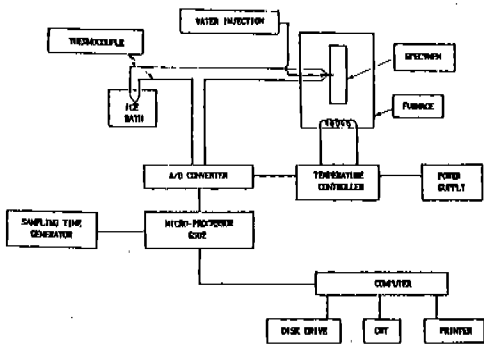 WATER INJECTION
THERMOCOUPLE
SPECIMEN
ICE
BATH
FURNACE
A/D CONVERTER
TEMPERATURE
CONTROLLER
POWER
SUPPLY
SAMPLING TIME
GENERATOR
MICRO-PROCESSOR
6502
COMPUTER
DISK DRIVE
CRT
PRINTER